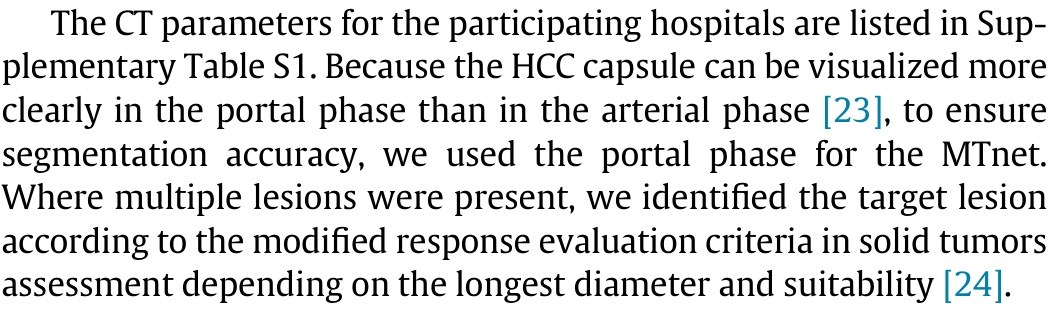 The CT parameters for the participating hospitals are listed in Sup-
plementary Table S1. Because the HCC capsule can be visualized more
clearly in the portal phase than in the arterial phase [23], to ensure
segmentation accuracy, we used the portal phase for the MTnet.
Where multiple lesions were present, we identified the target lesion
according to the modified response evaluation criteria in solid tumors
assessment depending on the longest diameter and suitability [24].